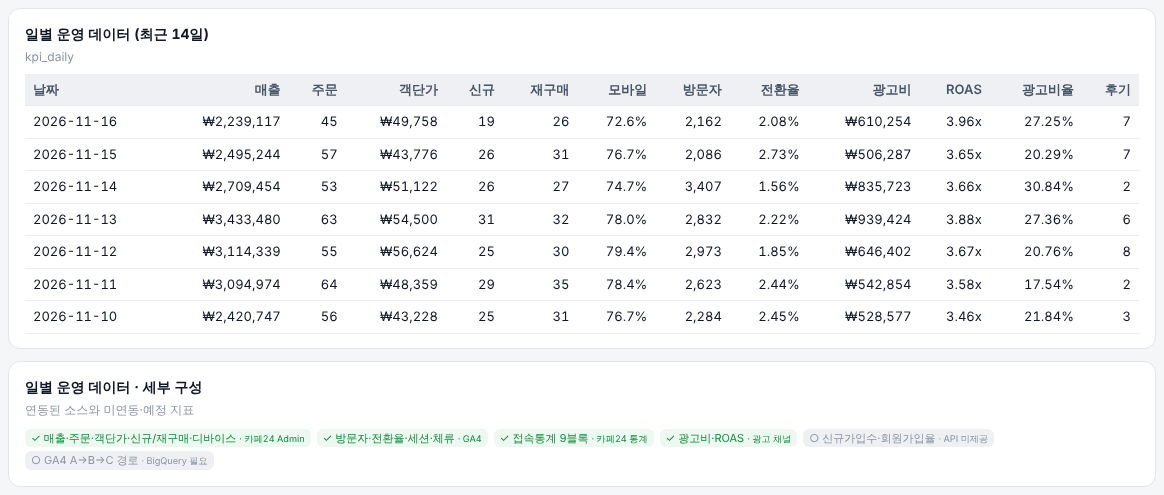 일별 운영 데이터 (최근 14일)
kpi_daily
날짜 매출 주문 객단가 신규 재구매 모바일 방문자 전환율 광고비 ROAS 광고비율 후기
2026-11-16 ₩2,239,117 45 ₩49,758 19 26 72.6% 2,162 2.08% ₩610,254 3.96x 27.25% 7
2026-11-15 ₩2,495,244 57 ₩43,776 26 31 76.7% 2,086 2.73% ₩506,287 3.65x 20.29% 7
2026-11-14 ₩2,709,454 53 ₩51,122 26 27 74.7% 3,407 1.56% ₩835,723 3.66x 30.84% 2
2026-11-13 ₩3,433,480 63 ₩54,500 31 32 78.0% 2,832 2.22% ₩939,424 3.88x 27.36% 6
2026-11-12 ₩3,114,339 55 ₩56,624 25 30 79.4% 2,973 1.85% ₩646,402 3.67x 20.76% 8
2026-11-11 ₩3,094,974 64 ₩48,359 29 35 78.4% 2,623 2.44% ₩542,854 3.58x 17.54% 2
2026-11-10 ₩2,420,747 56 ₩43,228 25 31 76.7% 2,284 2.45% ₩528,577 3.46x 21.84% 3
일별 운영 데이터 · 세부 구성
연동된 소스와 미연동·예정 지표
✓ 매출·주문·객단가·신규/재구매·디바이스 · 카페24 Admin ✓ 방문자·전환율·세션·체류 · GA4 ✓ 접속통계 9블록 · 카페24 통계 ✓ 광고비·ROAS · 광고 채널 ○ 신규가입수·회원가입율 · API 미제공
○ GA4 A→B→C 경로 · BigQuery 필요